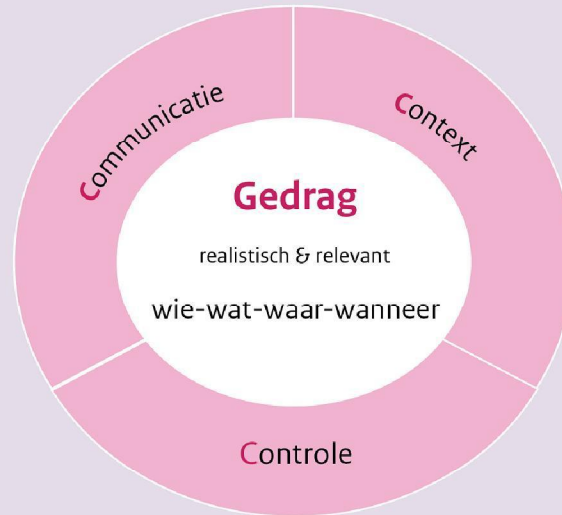 Communicatie
Context
Gedrag
realistisch & relevant
wie-wat-waar-wanneer
Controle